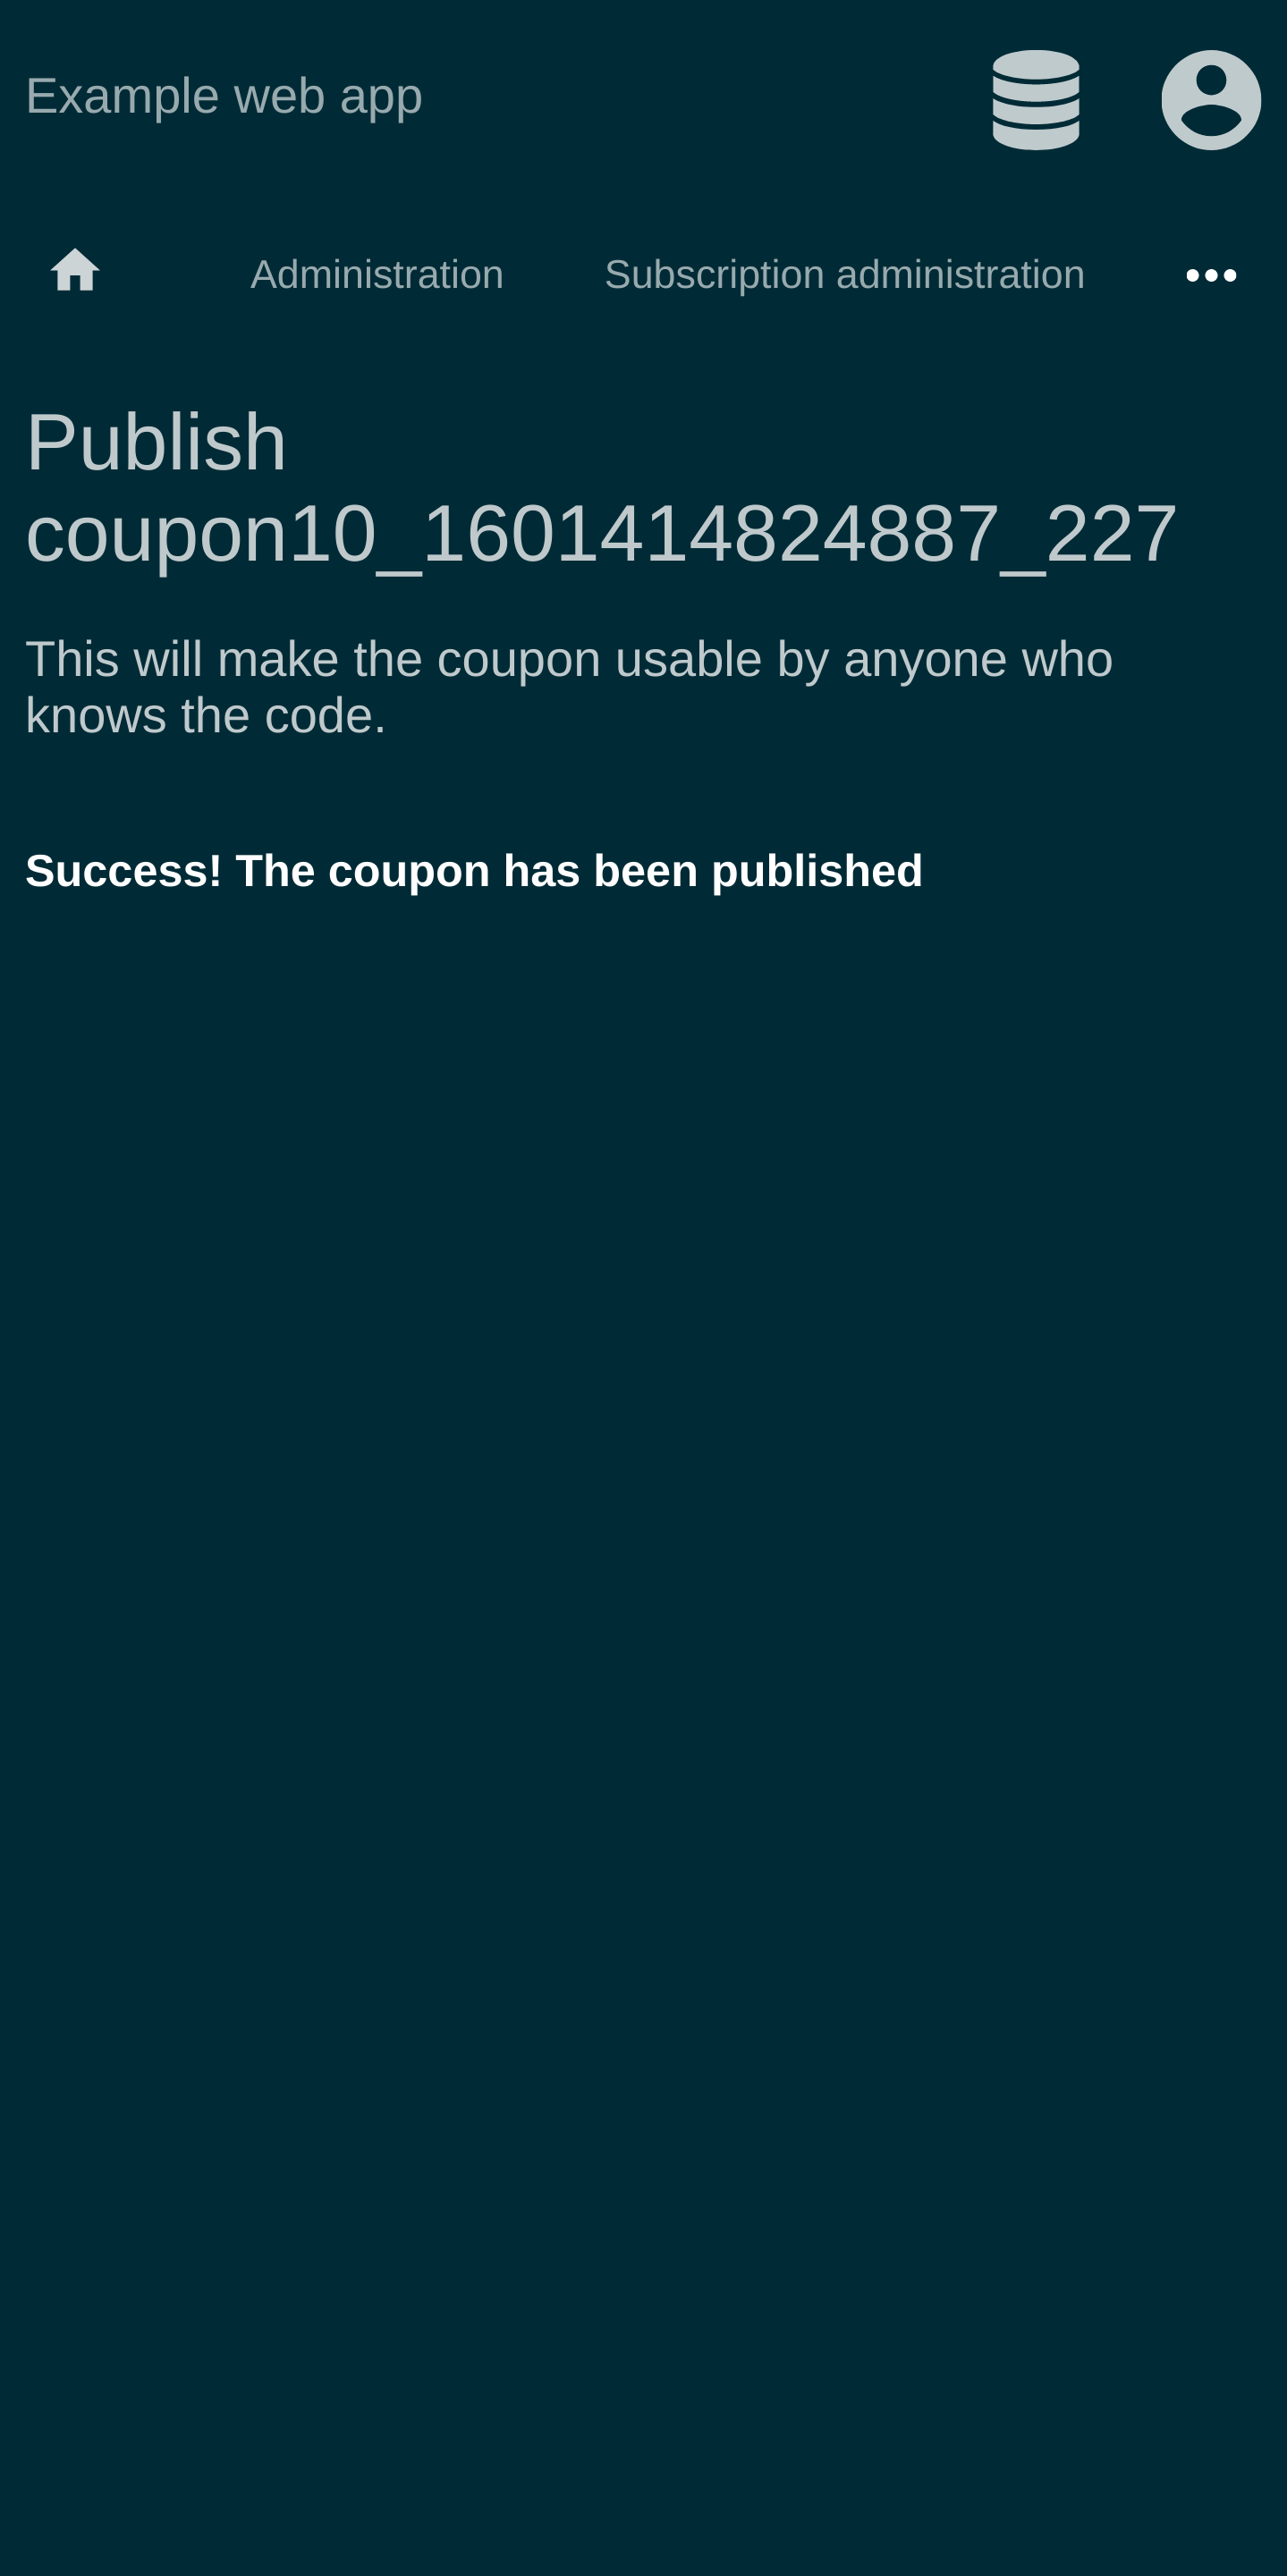 Example web app
Administration Subscription administration
Publish
coupon10_1601414824887_227
This will make the coupon usable by anyone who
knows the code.
Success! The coupon has been published